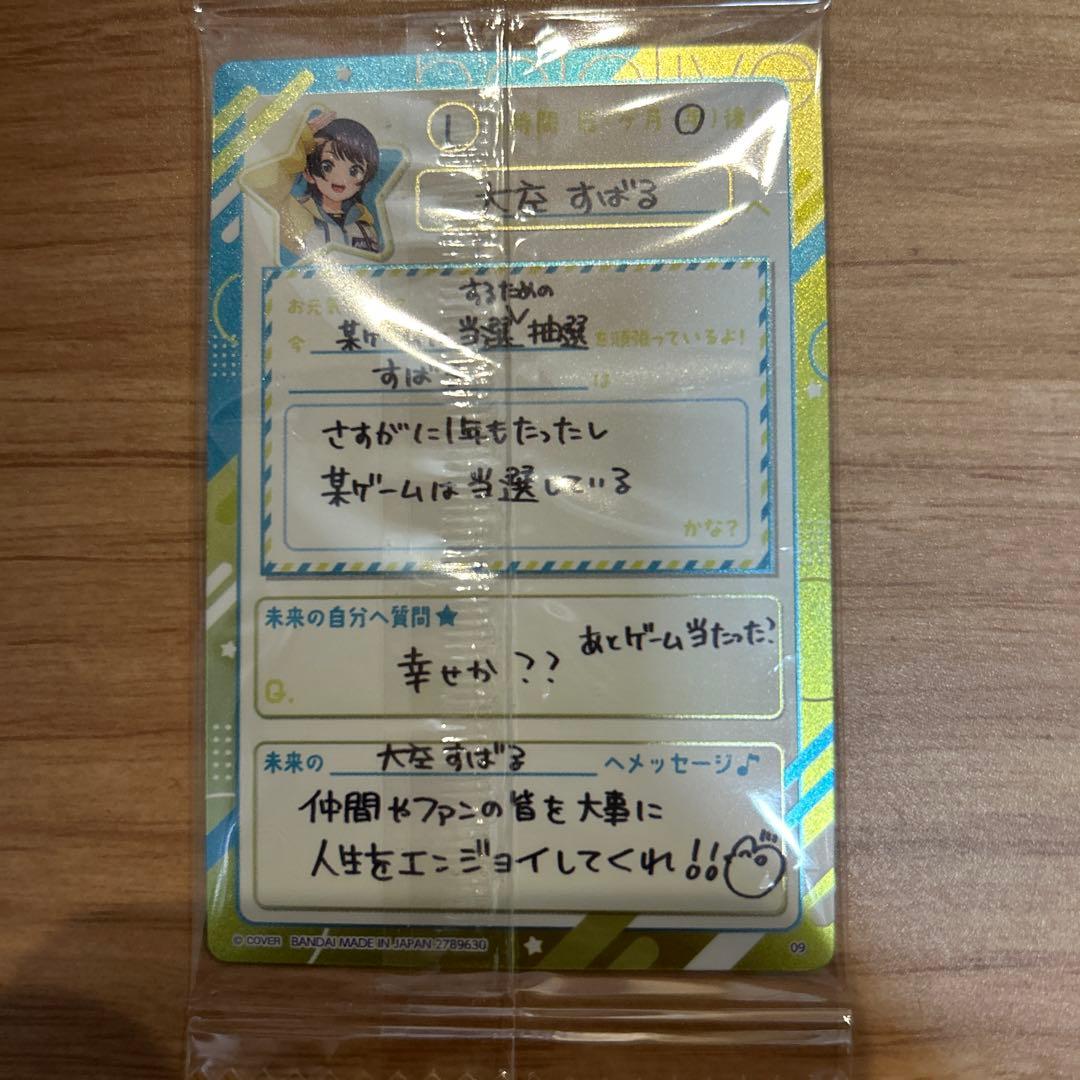 hololive
1 時間 日 ヶ月 年 後
大空 すばる
へ
お元気
するための
今 某ゲ 当選 抽選 を頑張っているよ!
すば は
さすがに1年もたったし
某ゲームは当選している
かな?
未来の自分へ質問★
あとゲーム当たった?
Q. 幸せか??
未来の 大空すばる へメッセージ♪
仲間やファンの皆を大事に
人生をエンジョイしてくれ!!
© COVER BANDAI MADE IN JAPAN 2789630
09